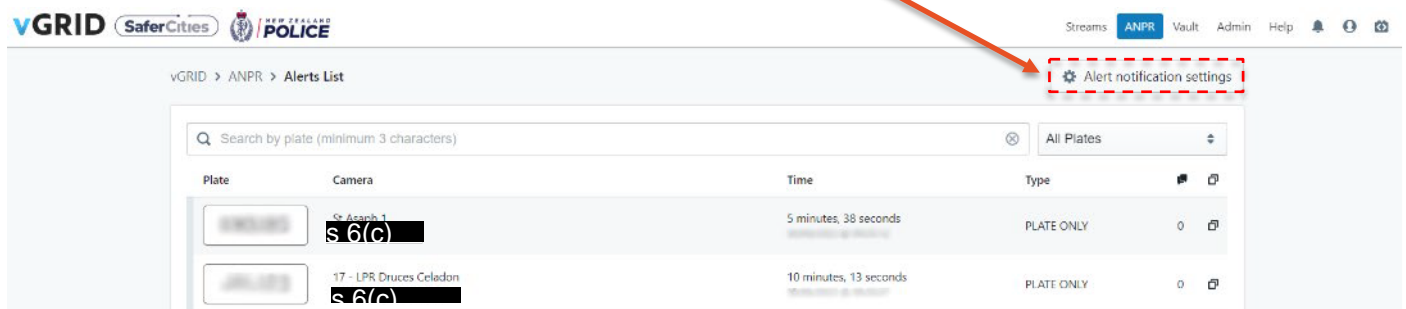 vGRID SaferCities NEW ZEALAND POLICE Streams ANPR Vault Admin Help
vGRID > ANPR > Alerts List Alert notification settings
Search by plate (minimum 3 characters) All Plates
Plate Camera Time Type
St Asaph 1 5 minutes, 38 seconds
s 6(c) PLATE ONLY 0
17 - LPR Druces Celadon 10 minutes, 13 seconds
s 6(c) PLATE ONLY 0